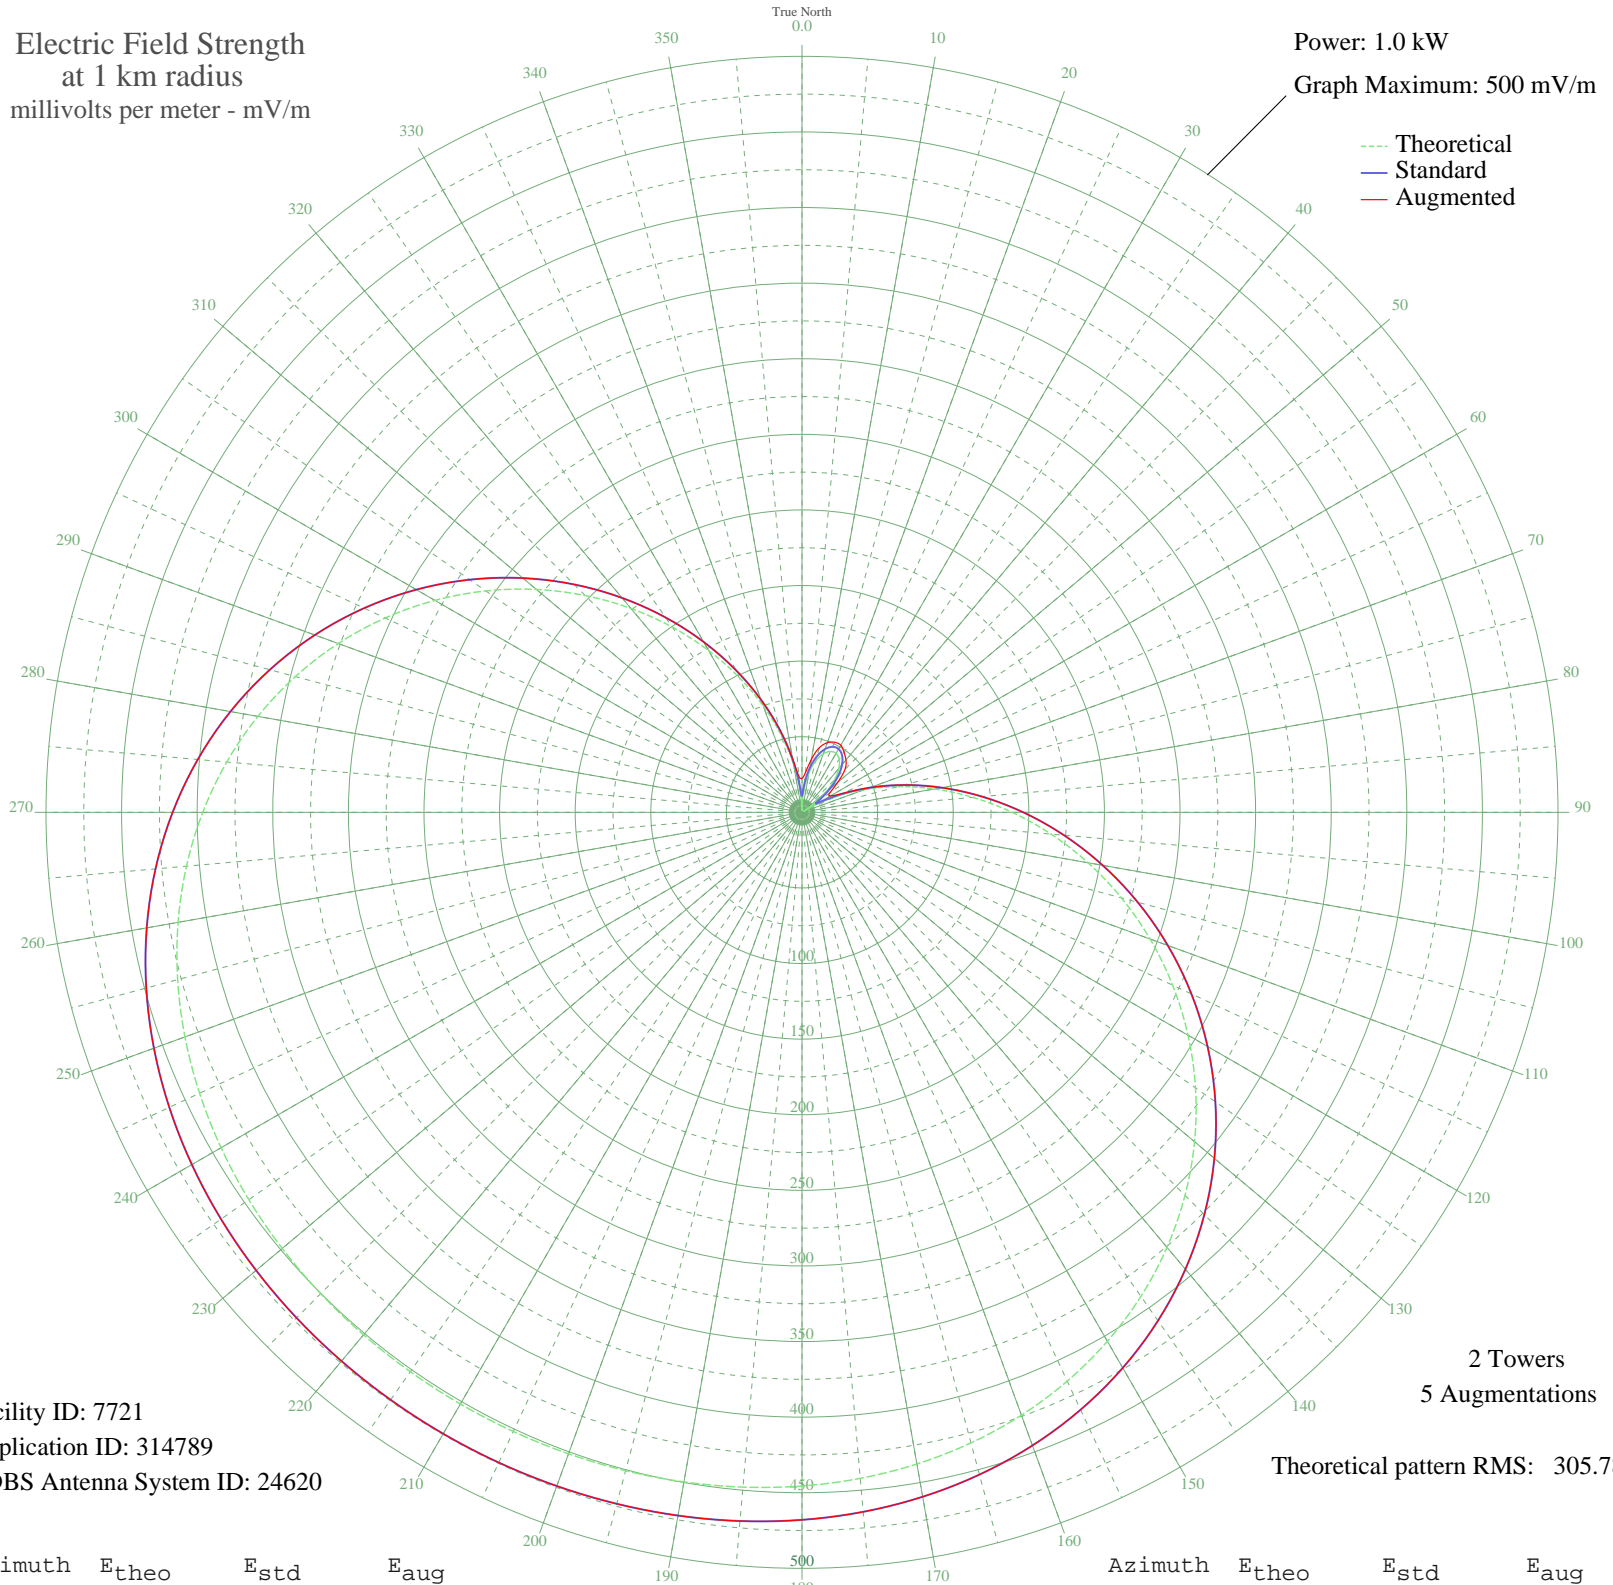 True North
0.0
Electric Field Strength
at 1 km radius
millivolts per meter - mV/m
Power: 1.0 kW
Graph Maximum: 500 mV/m
Theoretical
Standard
Augmented
10
20
30
40
50
60
70
80
90
100
110
120
130
140
150
160
170
190
200
210
220
230
240
250
260
270
280
290
300
310
320
330
340
350
100
150
200
250
300
350
400
450
500
2 Towers
5 Augmentations
Theoretical pattern RMS: 305.7
cility ID: 7721
plication ID: 314789
DBS Antenna System ID: 24620
imuth Etheo Estd Eaug
Azimuth Etheo Estd Eaug